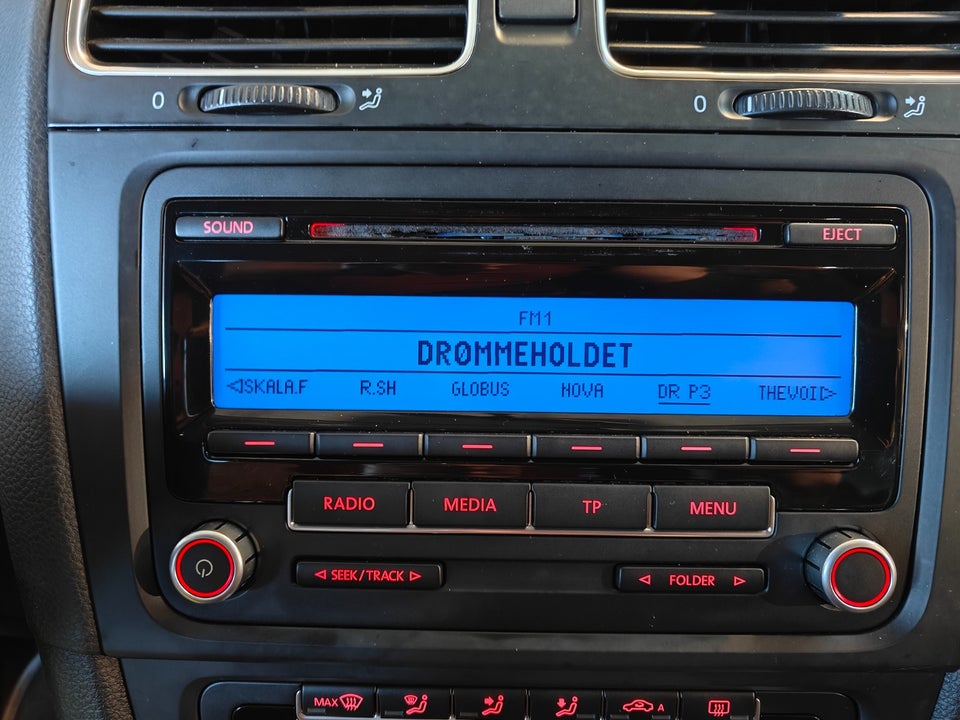 0 0
SOUND EJECT
FM1
DRØMMEHOLDET
SKALA.F R.SH GLOBUS NOVA DR P3 THEVOI
RADIO MEDIA TP MENU
SEEK/TRACK FOLDER
MAX A